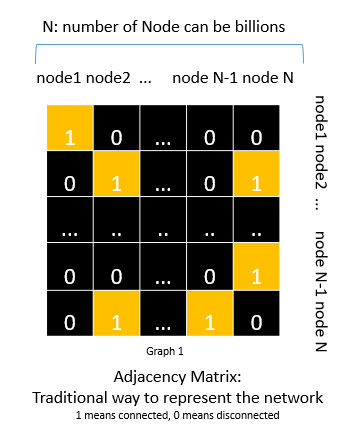 N: number of Node can be billions
node1 node2 ... node N-1 node N
1 0 ... 0 0
0 1 ... 0 1
... .. .. .. ..
0 0 ... 0 1
0 1 ... 1 0
node1 node2 ... node N-1 node N
Graph 1
Adjacency Matrix:
Traditional way to represent the network
1 means connected, 0 means disconnected